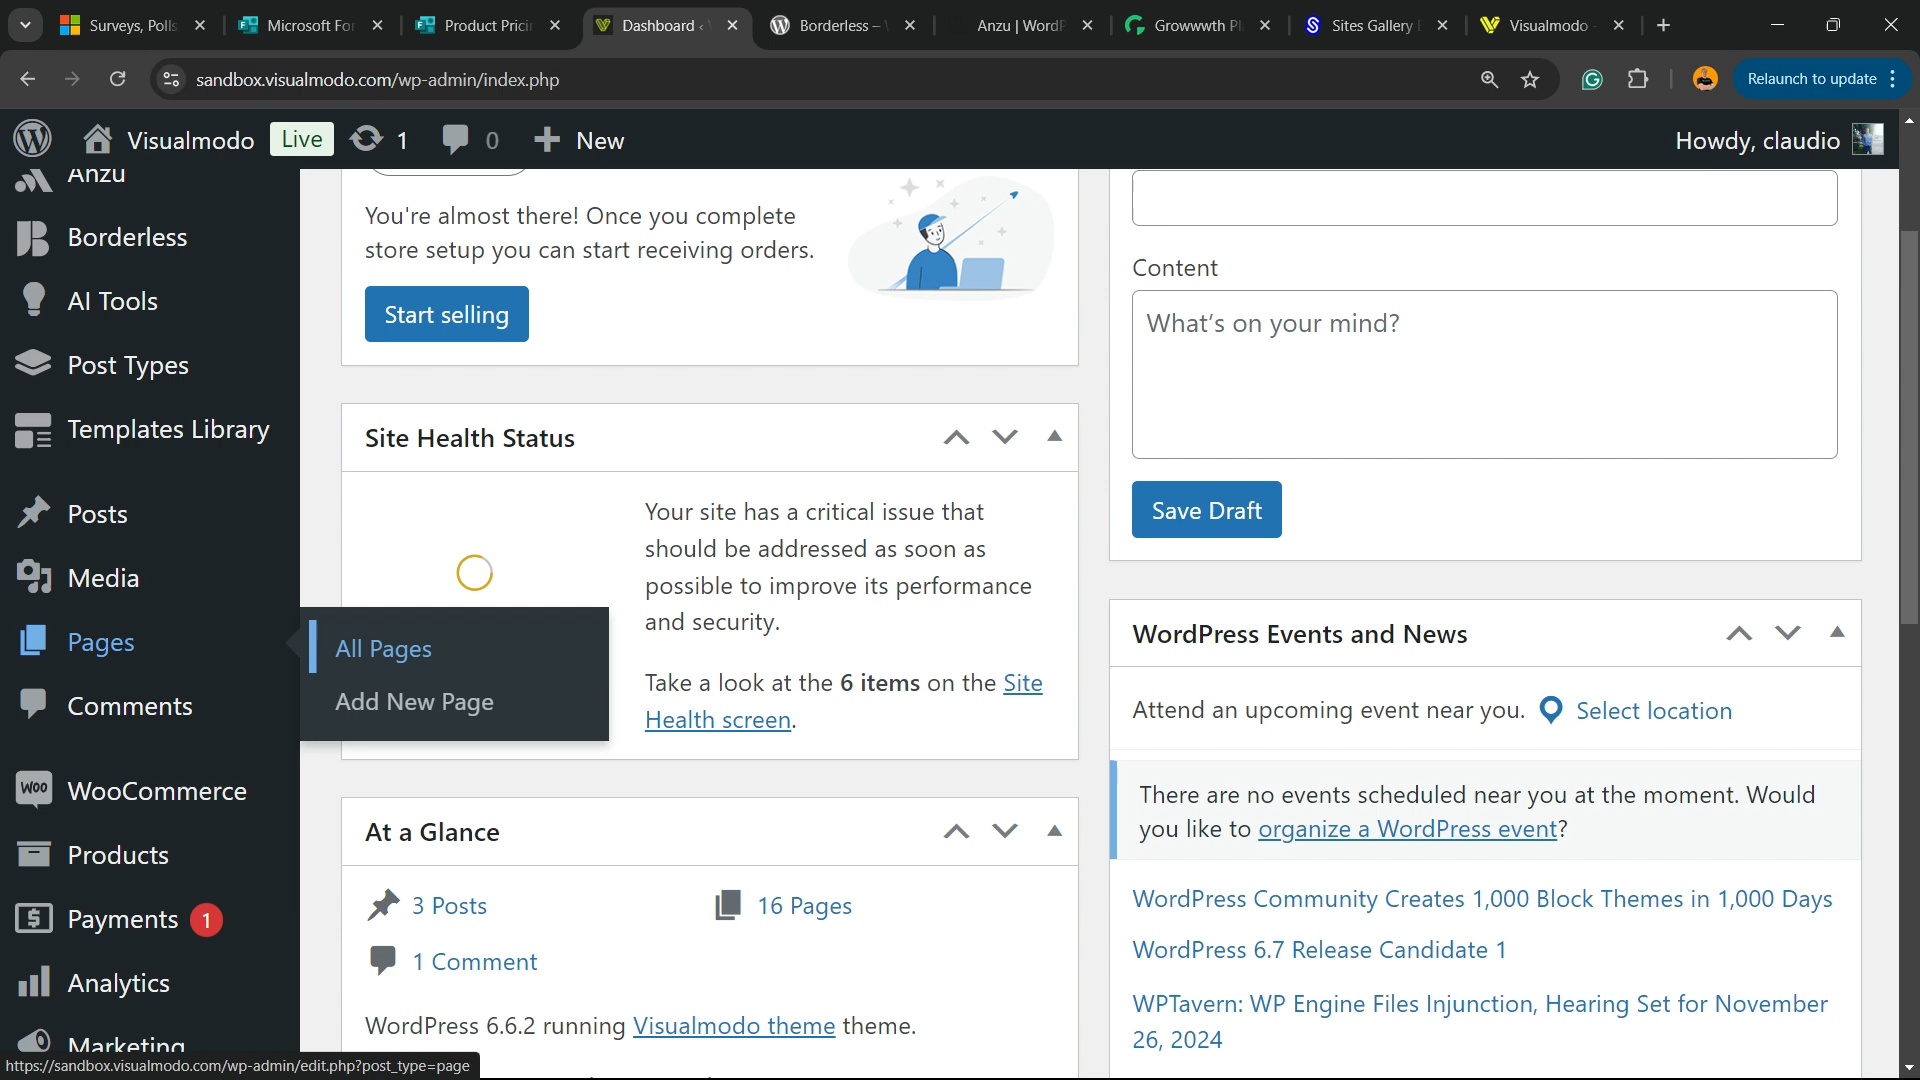 Surveys, Polls
Microsoft For
Product Pricin
Dashboard ‹
Borderless –
Anzu | WordP
Growwwth Pl
Sites Gallery
Visualmodo -
sandbox.visualmodo.com/wp-admin/index.php
Relaunch to update
Visualmodo
Live
1
0
New
Howdy, claudio
Anzu
Borderless
AI Tools
Post Types
Templates Library
Posts
Media
Pages
Comments
WooCommerce
Products
Payments 1
Analytics
Marketing
All Pages
Add New Page
You're almost there! Once you complete
store setup you can start receiving orders.
Start selling
Site Health Status
Your site has a critical issue that
should be addressed as soon as
possible to improve its performance
and security.
Take a look at the 6 items on the Site
Health screen.
At a Glance
3 Posts
16 Pages
1 Comment
WordPress 6.6.2 running Visualmodo theme theme.
Content
What's on your mind?
Save Draft
WordPress Events and News
Attend an upcoming event near you.
Select location
There are no events scheduled near you at the moment. Would
you like to organize a WordPress event?
WordPress Community Creates 1,000 Block Themes in 1,000 Days
WordPress 6.7 Release Candidate 1
WPTavern: WP Engine Files Injunction, Hearing Set for November
26, 2024
https://sandbox.visualmodo.com/wp-admin/edit.php?post_type=page